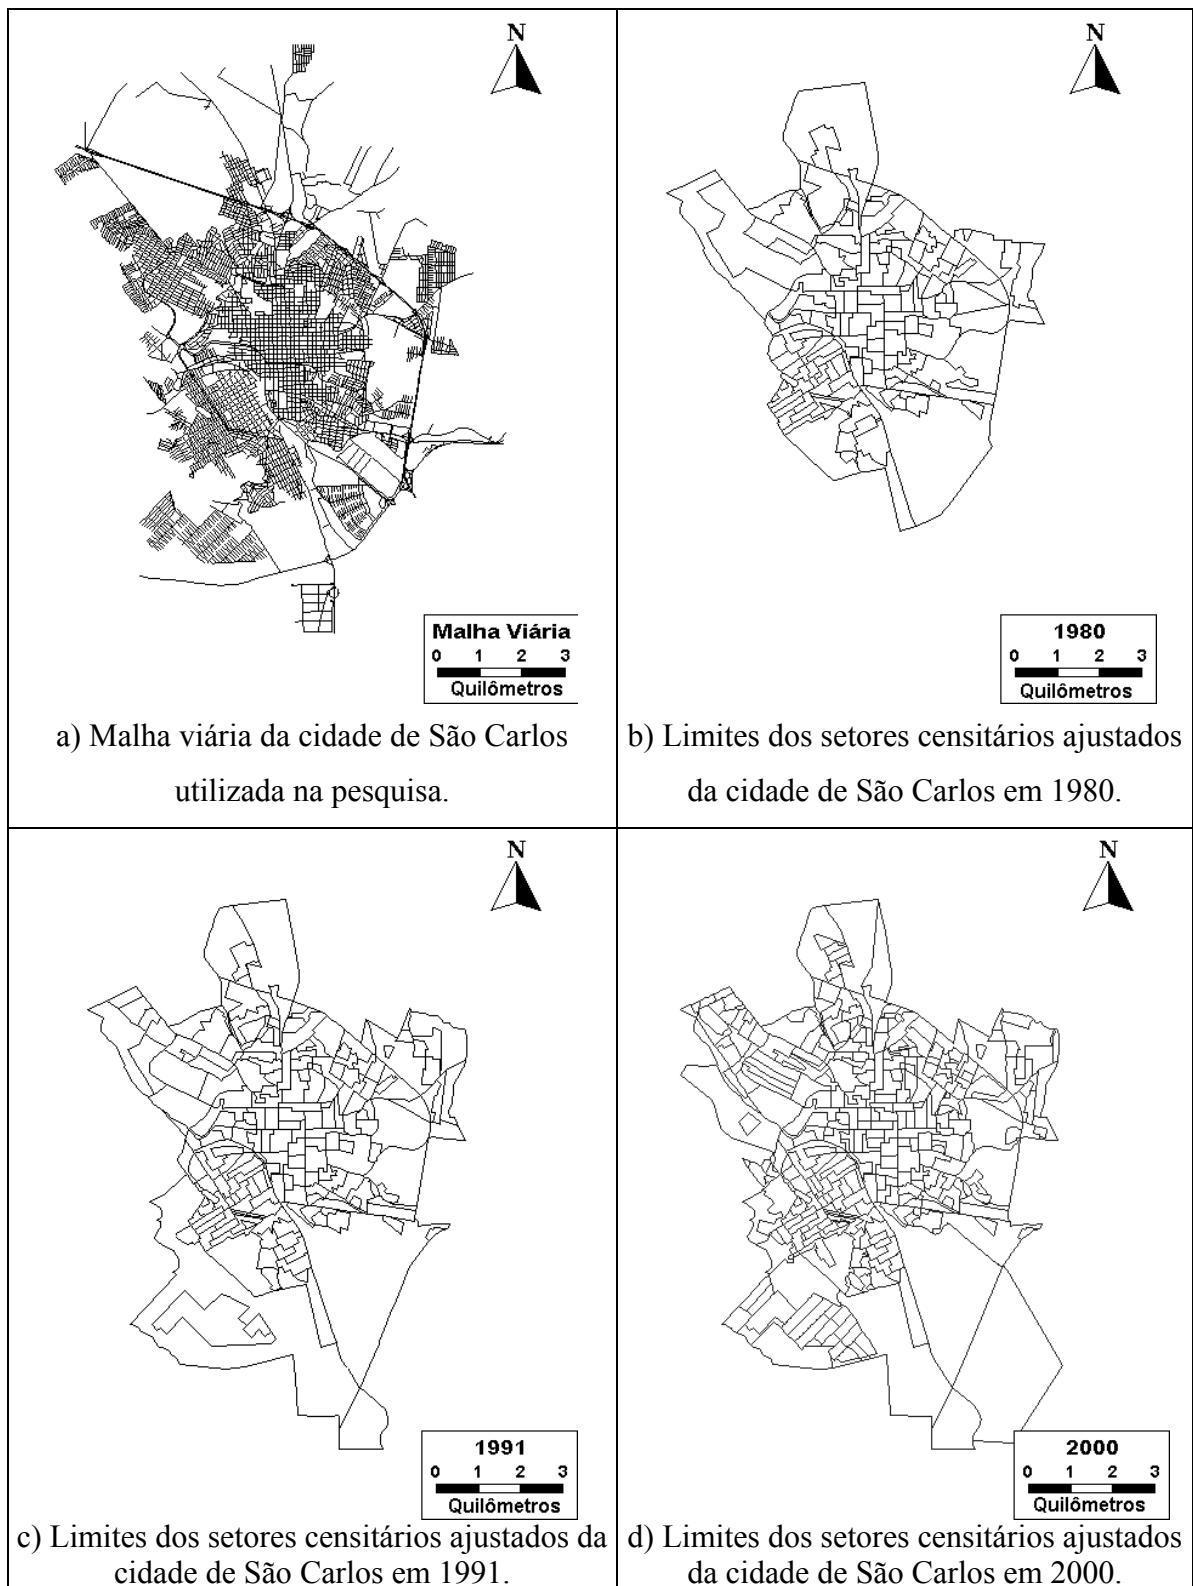 N
Malha Viária
0 1 2 3
Quilômetros
a) Malha viária da cidade de São Carlos
utilizada na pesquisa.
N
1980
0 1 2 3
Quilômetros
b) Limites dos setores censitários ajustados
da cidade de São Carlos em 1980.
N
1991
0 1 2 3
Quilômetros
c) Limites dos setores censitários ajustados da
cidade de São Carlos em 1991.
N
2000
0 1 2 3
Quilômetros
d) Limites dos setores censitários ajustados
da cidade de São Carlos em 2000.